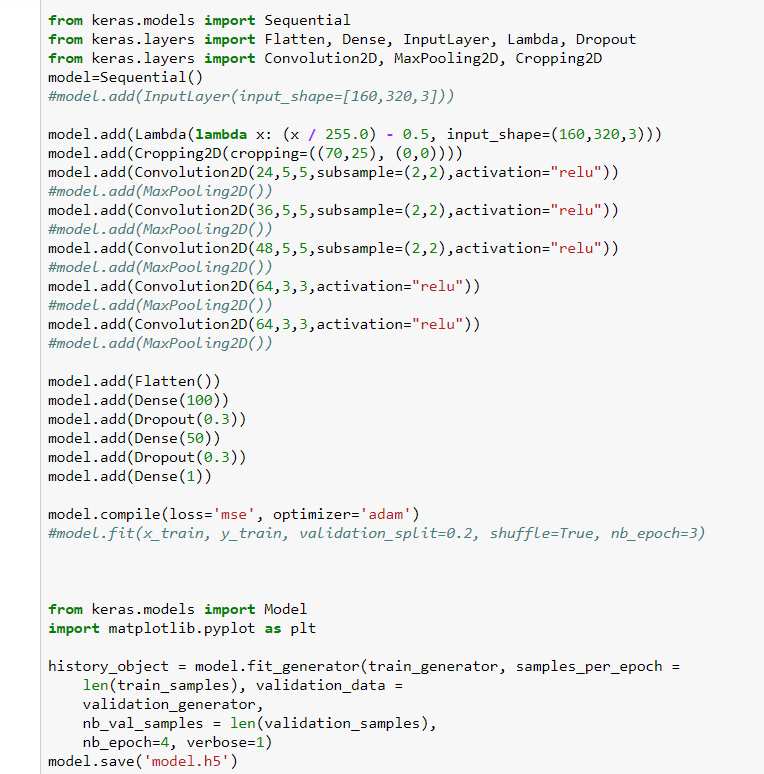 from keras.models import Sequential
from keras.layers import Flatten, Dense, InputLayer, Lambda, Dropout
from keras.layers import Convolution2D, MaxPooling2D, Cropping2D
model=Sequential()
#model.add(InputLayer(input_shape=[160,320,3]))
model.add(Lambda(lambda x: (x / 255.0) - 0.5, input_shape=(160,320,3)))
model.add(Cropping2D(cropping=((70,25), (0,0))))
model.add(Convolution2D(24,5,5,subsample=(2,2),activation="relu"))
#model.add(MaxPooling2D())
model.add(Convolution2D(36,5,5,subsample=(2,2),activation="relu"))
#model.add(MaxPooling2D())
model.add(Convolution2D(48,5,5,subsample=(2,2),activation="relu"))
#model.add(MaxPooling2D())
model.add(Convolution2D(64,3,3,activation="relu"))
#model.add(MaxPooling2D())
model.add(Convolution2D(64,3,3,activation="relu"))
#model.add(MaxPooling2D())
model.add(Flatten())
model.add(Dense(100))
model.add(Dropout(0.3))
model.add(Dense(50))
model.add(Dropout(0.3))
model.add(Dense(1))
model.compile(loss='mse', optimizer='adam')
#model.fit(x_train, y_train, validation_split=0.2, shuffle=True, nb_epoch=3)
from keras.models import Model
import matplotlib.pyplot as plt
history_object = model.fit_generator(train_generator, samples_per_epoch =
    len(train_samples), validation_data =
    validation_generator,
    nb_val_samples = len(validation_samples),
    nb_epoch=4, verbose=1)
model.save('model.h5')